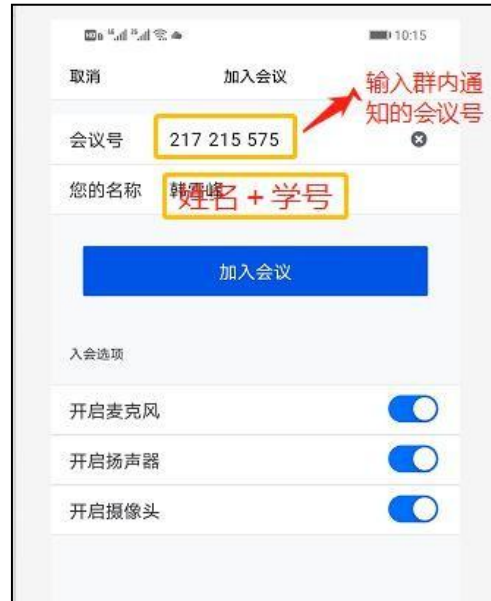 10:15
取消
加入会议
输入群内通
知的会议号
会议号
217 215 575
您的名称
姓名+学号
加入会议
入会选项
开启麦克风
开启扬声器
开启摄像头